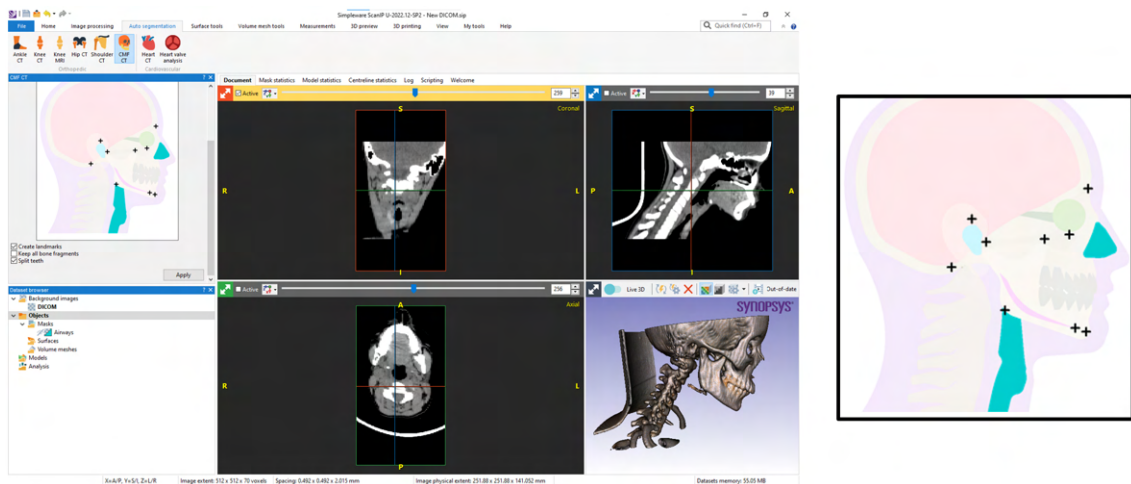 Simpleware ScanIP U-2022.12-SP2 - New DICOM.sip
File Home Image processing Auto segmentation Surface tools Volume mesh tools Measurements 3D preview 3D printing View My tools Help
Quick find (Ctrl+F)
Ankle CT
Knee CT
Knee MRI
Hip CT
Shoulder CT
CMF CT
Heart CT
Heart valve analysis
Orthopedic
Cardiovascular
CMF CT
Create landmarks
Keep all bone fragments
Split teeth
Apply
Dataset browser
Background images
DICOM
Objects
Masks
Airways
Surfaces
Volume meshes
Models
Analysis
Document Mask statistics Model statistics Centreline statistics Log Scripting Welcome
Active 259
Coronal
S
R L
I
Active 39
Sagittal
S
P A
I
Active 256
Axial
A
R L
P
Live 3D Out-of-date
SYNOPSYS
X=A/P, Y=S/I, Z=L/R
Image extent: 512 x 512 x 70 voxels
Spacing: 0.492 x 0.492 x 2.015 mm
Image physical extent: 251.88 x 251.88 x 141.052 mm
Datasets memory: 55.05 MB